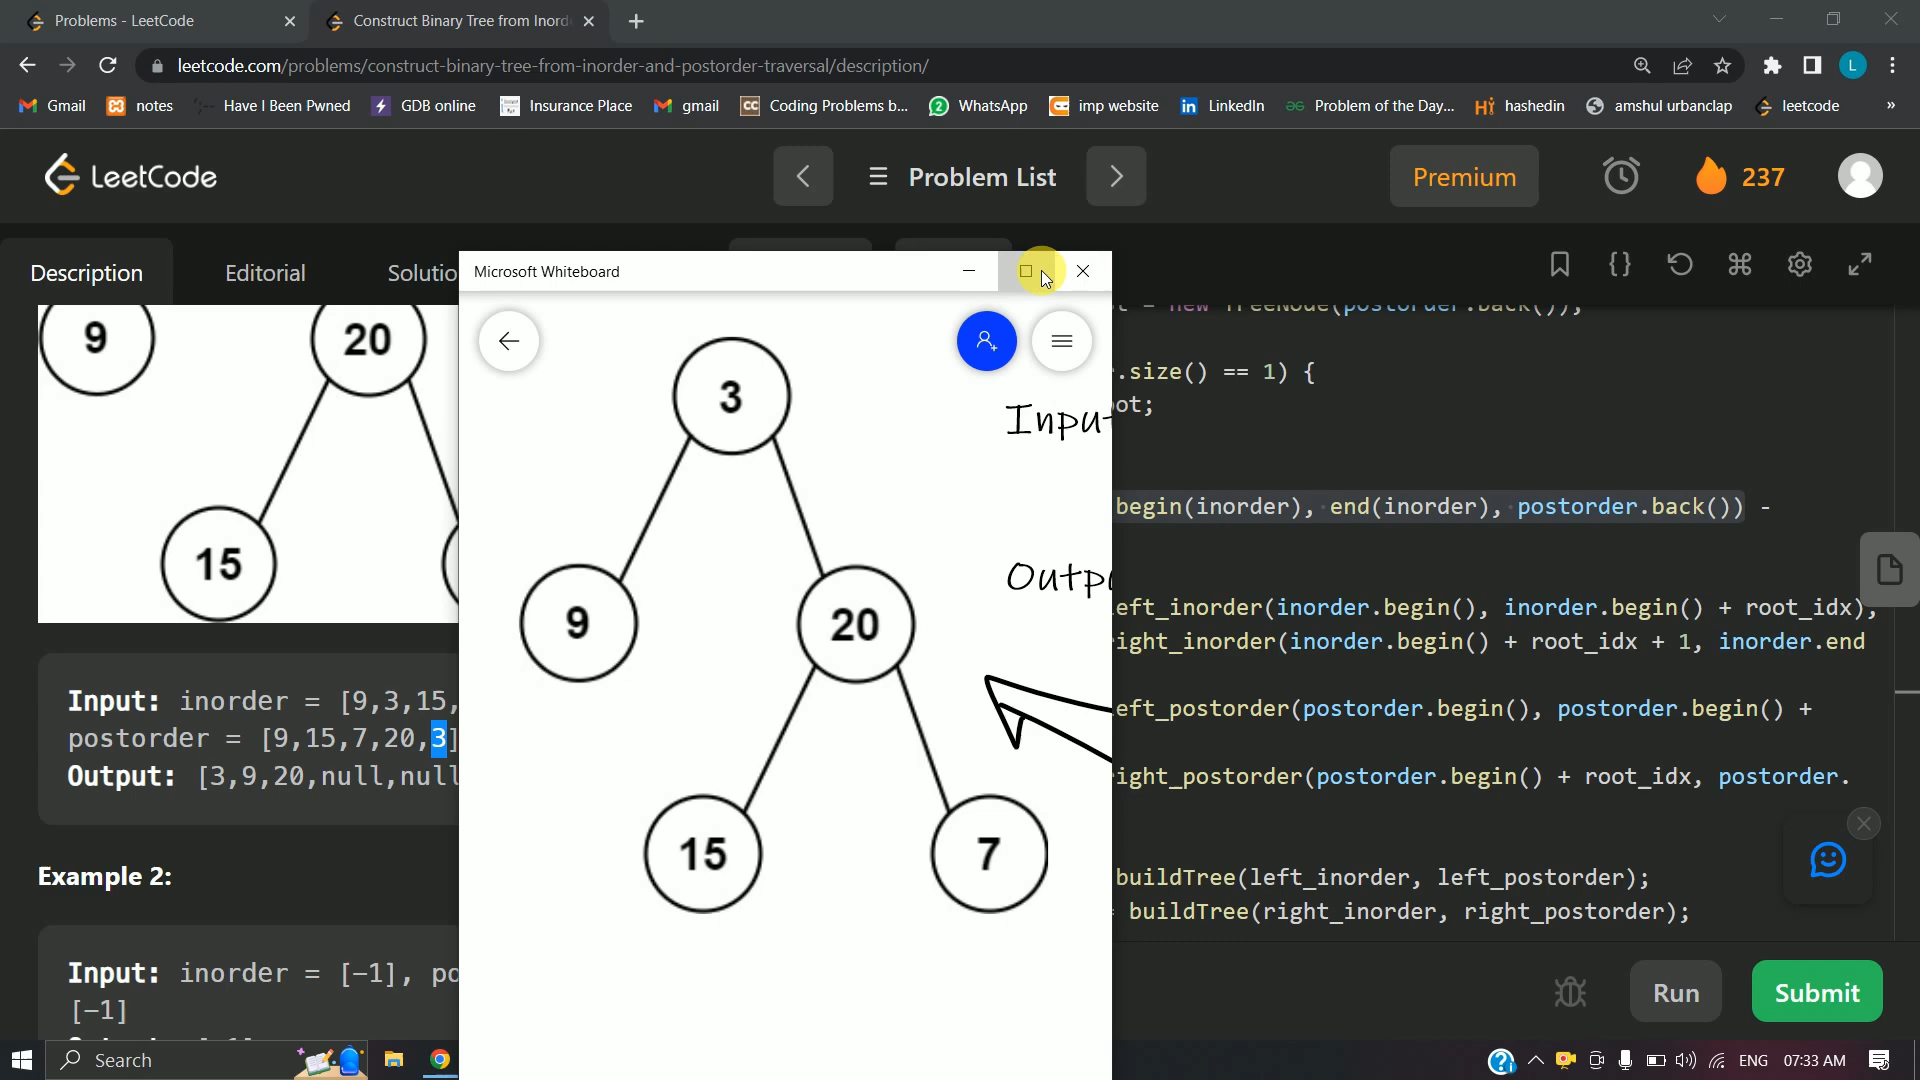 Problems - LeetCode
Construct Binary Tree from Inord
leetcode.com/problems/construct-binary-tree-from-inorder-and-postorder-traversal/description/
L
Gmail
notes
Have I Been Pwned
GDB online
Insurance Place
gmail
Coding Problems b...
WhatsApp
imp website
LinkedIn
Problem of the Day...
hashedin
amshul urbanclap
leetcode
»
LeetCode
Problem List
Premium
237
Description
Editorial
Solutio
Microsoft Whiteboard
9
20
15
3
9
20
15
7
Input
Outpu
= new TreeNode(postorder.back());
.size() == 1) {
ot;
begin(inorder), end(inorder), postorder.back()) -
eft_inorder(inorder.begin(), inorder.begin() + root_idx),
ight_inorder(inorder.begin() + root_idx + 1, inorder.end
eft_postorder(postorder.begin(), postorder.begin() +
ight_postorder(postorder.begin() + root_idx, postorder.
buildTree(left_inorder, left_postorder);
= buildTree(right_inorder, right_postorder);
Input: inorder = [9,3,15,
postorder = [9,15,7,20,3]
Output: [3,9,20,null,null
Example 2:
Input: inorder = [-1], po
[-1]
Run
Submit
Search
ENG
07:33 AM